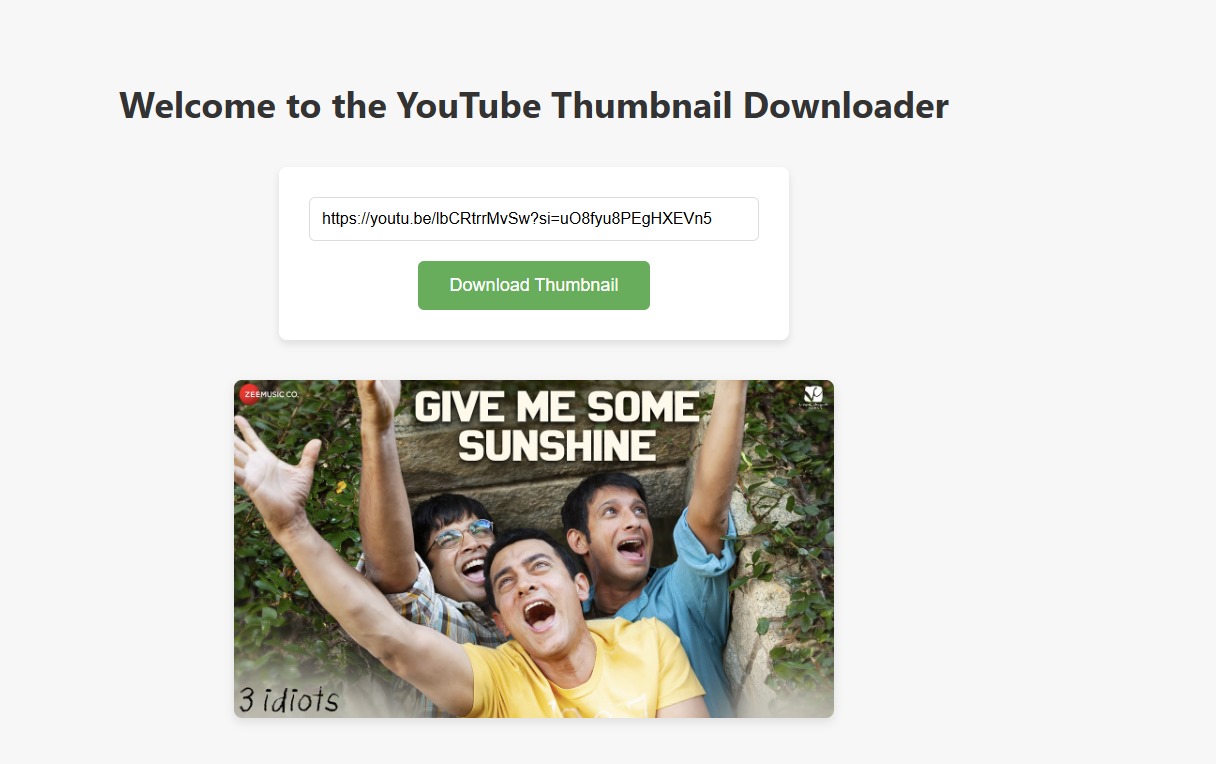 Welcome to the YouTube Thumbnail Downloader
https://youtu.be/lbCRtrrMvSw?si=uO8fyu8PEgHXEVn5
Download Thumbnail
ZEEMUSIC CO.
GIVE ME SOME
SUNSHINE
3 idiots